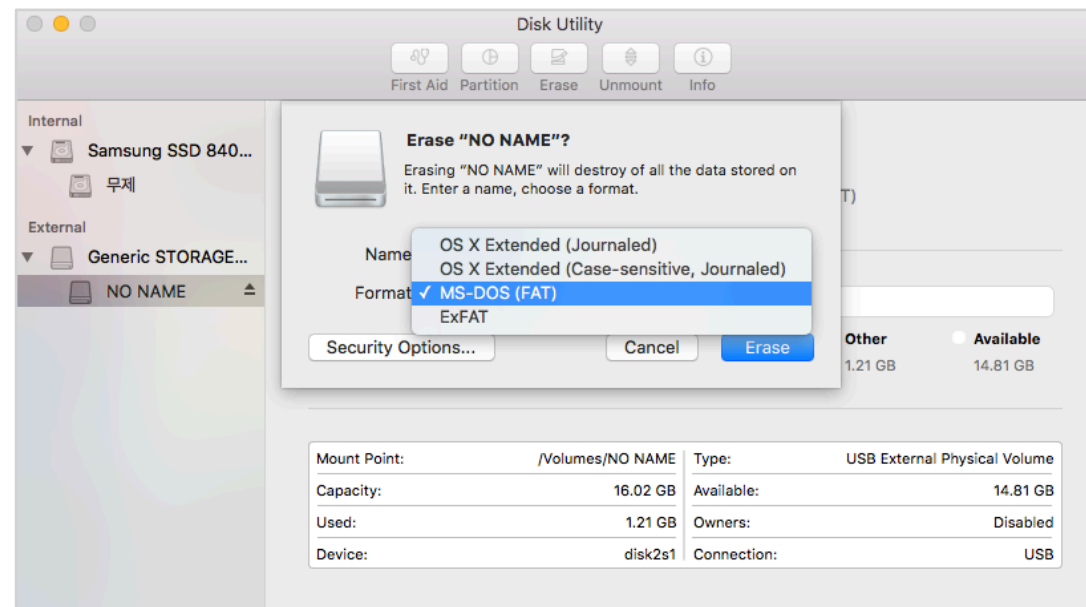 Disk Utility
First Aid Partition Erase Unmount Info
Internal
Samsung SSD 840...
무제
External
Generic STORAGE...
NO NAME
Erase “NO NAME”?
Erasing “NO NAME” will destroy of all the data stored on
it. Enter a name, choose a format.
T)
Name
OS X Extended (Journaled)
OS X Extended (Case-sensitive, Journaled)
Format ✓ MS-DOS (FAT)
ExFAT
Security Options... Cancel Erase
Other Available
1.21 GB 14.81 GB
Mount Point: /Volumes/NO NAME Type: USB External Physical Volume
Capacity: 16.02 GB Available: 14.81 GB
Used: 1.21 GB Owners: Disabled
Device: disk2s1 Connection: USB